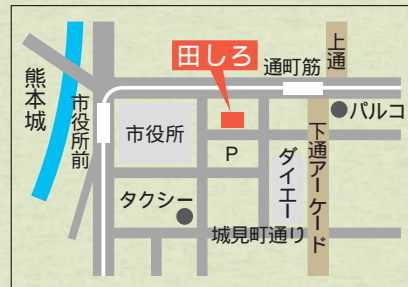 上通
田しろ
通町筋
熊本城
市役所前
パルコ
市役所
下通アーケード
P
ダイエー
タクシー
城見町通り